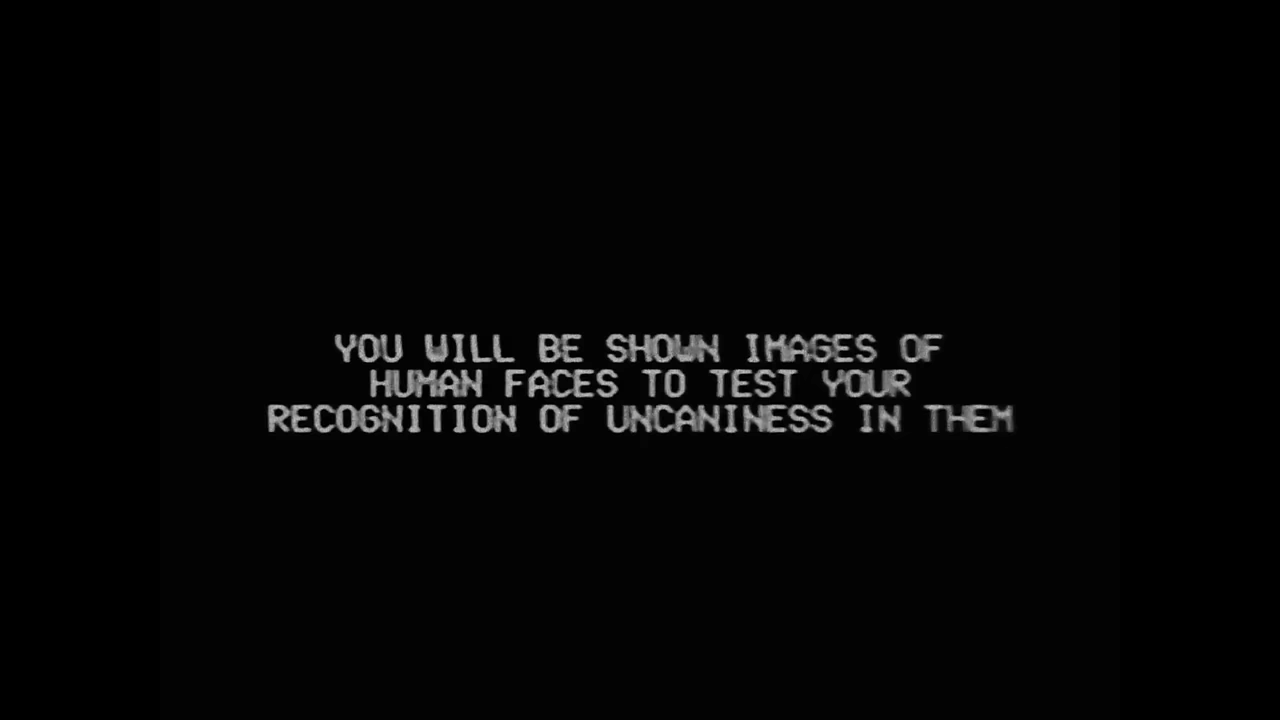 YOU WILL BE SHOWN IMAGES OF
HUMAN FACES TO TEST YOUR
RECOGNITION OF UNCANINESS IN THEM